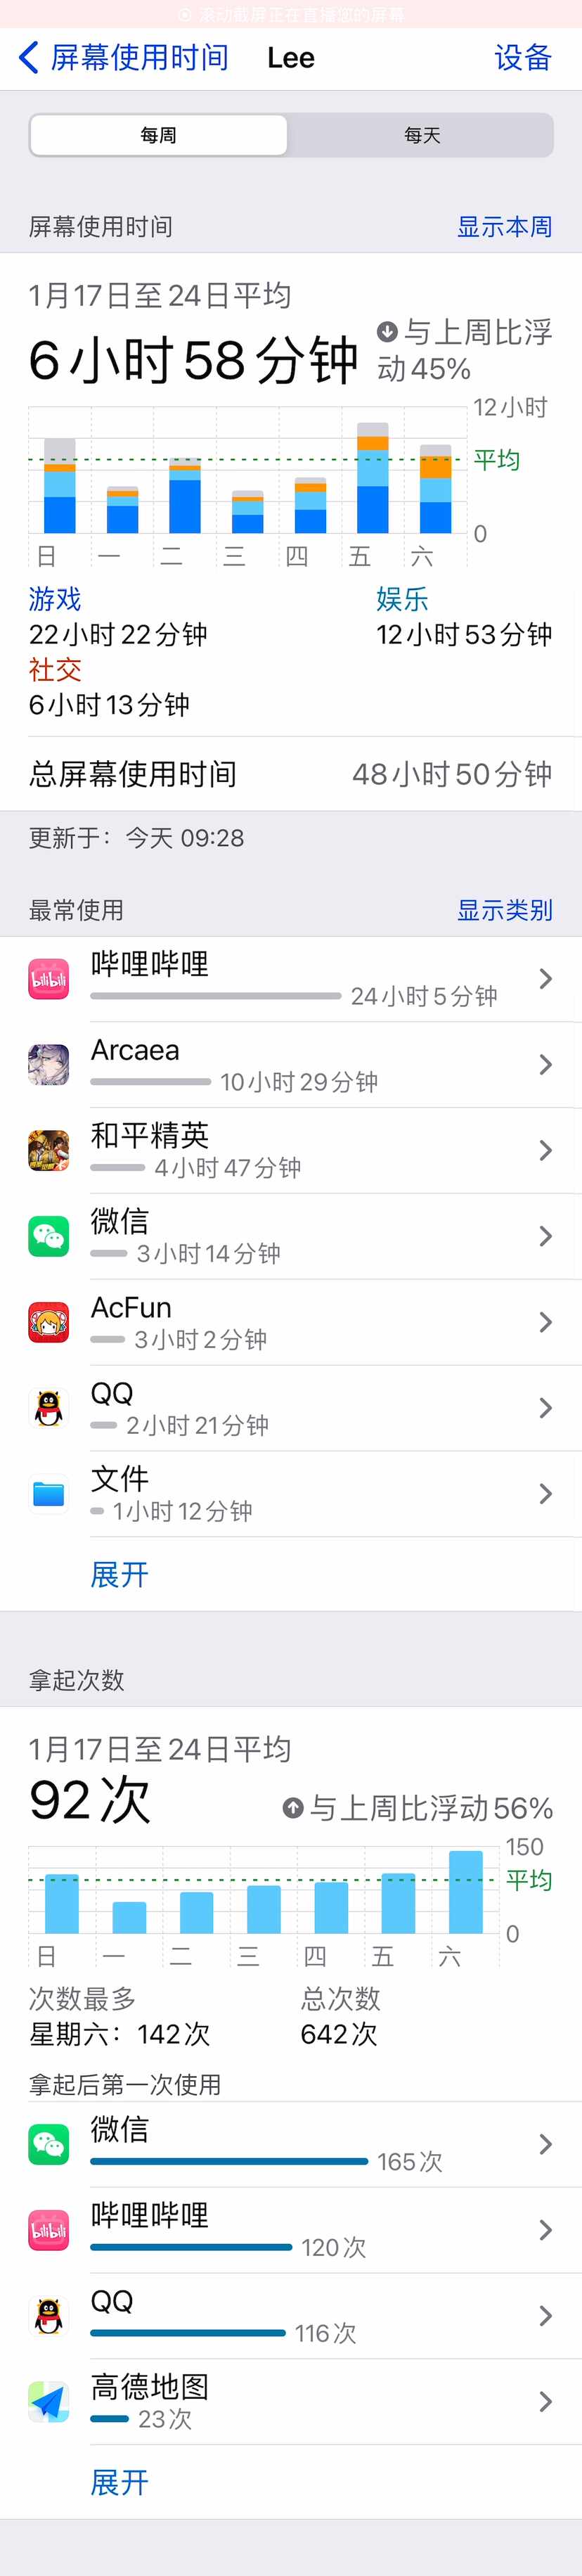 滚动截屏正在直播您的屏幕
屏幕使用时间 Lee 设备
每周 每天
屏幕使用时间 显示本周
1月17日至24日平均
6小时58分钟 与上周比浮
动45%
12小时
平均
0
日 一 二 三 四 五 六
游戏 娱乐
22小时22分钟 12小时53分钟
社交
6小时13分钟
总屏幕使用时间 48小时50分钟
更新于：今天 09:28
最常使用 显示类别
bilibili
哔哩哔哩
24小时5分钟
Arcaea
10小时29分钟
和平精英
4小时47分钟
微信
3小时14分钟
AcFun
3小时2分钟
QQ
2小时21分钟
文件
1小时12分钟
展开
拿起次数
1月17日至24日平均
92次 与上周比浮动56%
150
平均
0
日 一 二 三 四 五 六
次数最多 总次数
星期六：142次 642次
拿起后第一次使用
微信
165次
bilibili
哔哩哔哩
120次
QQ
116次
高德地图
23次
展开